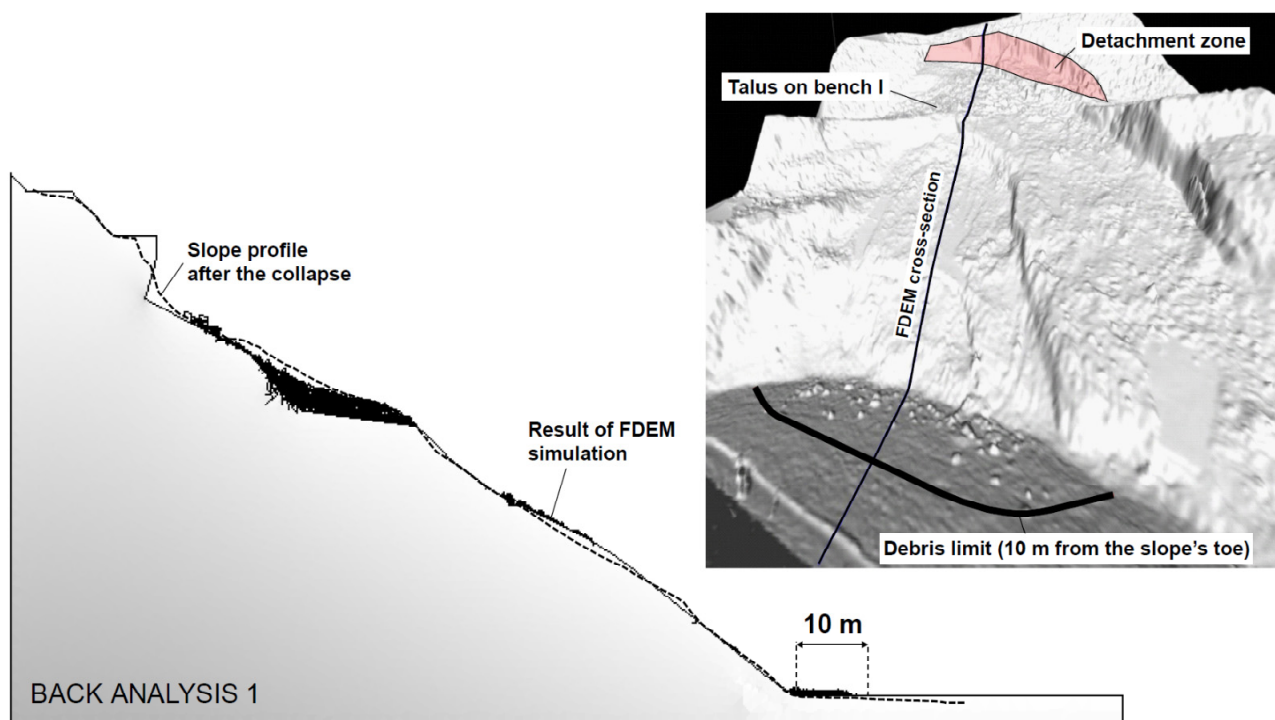 Detachment zone
Talus on bench I
FDEM cross-section
Slope profile
after the collapse
Result of FDEM
simulation
Debris limit (10 m from the slope's toe)
10 m
BACK ANALYSIS 1